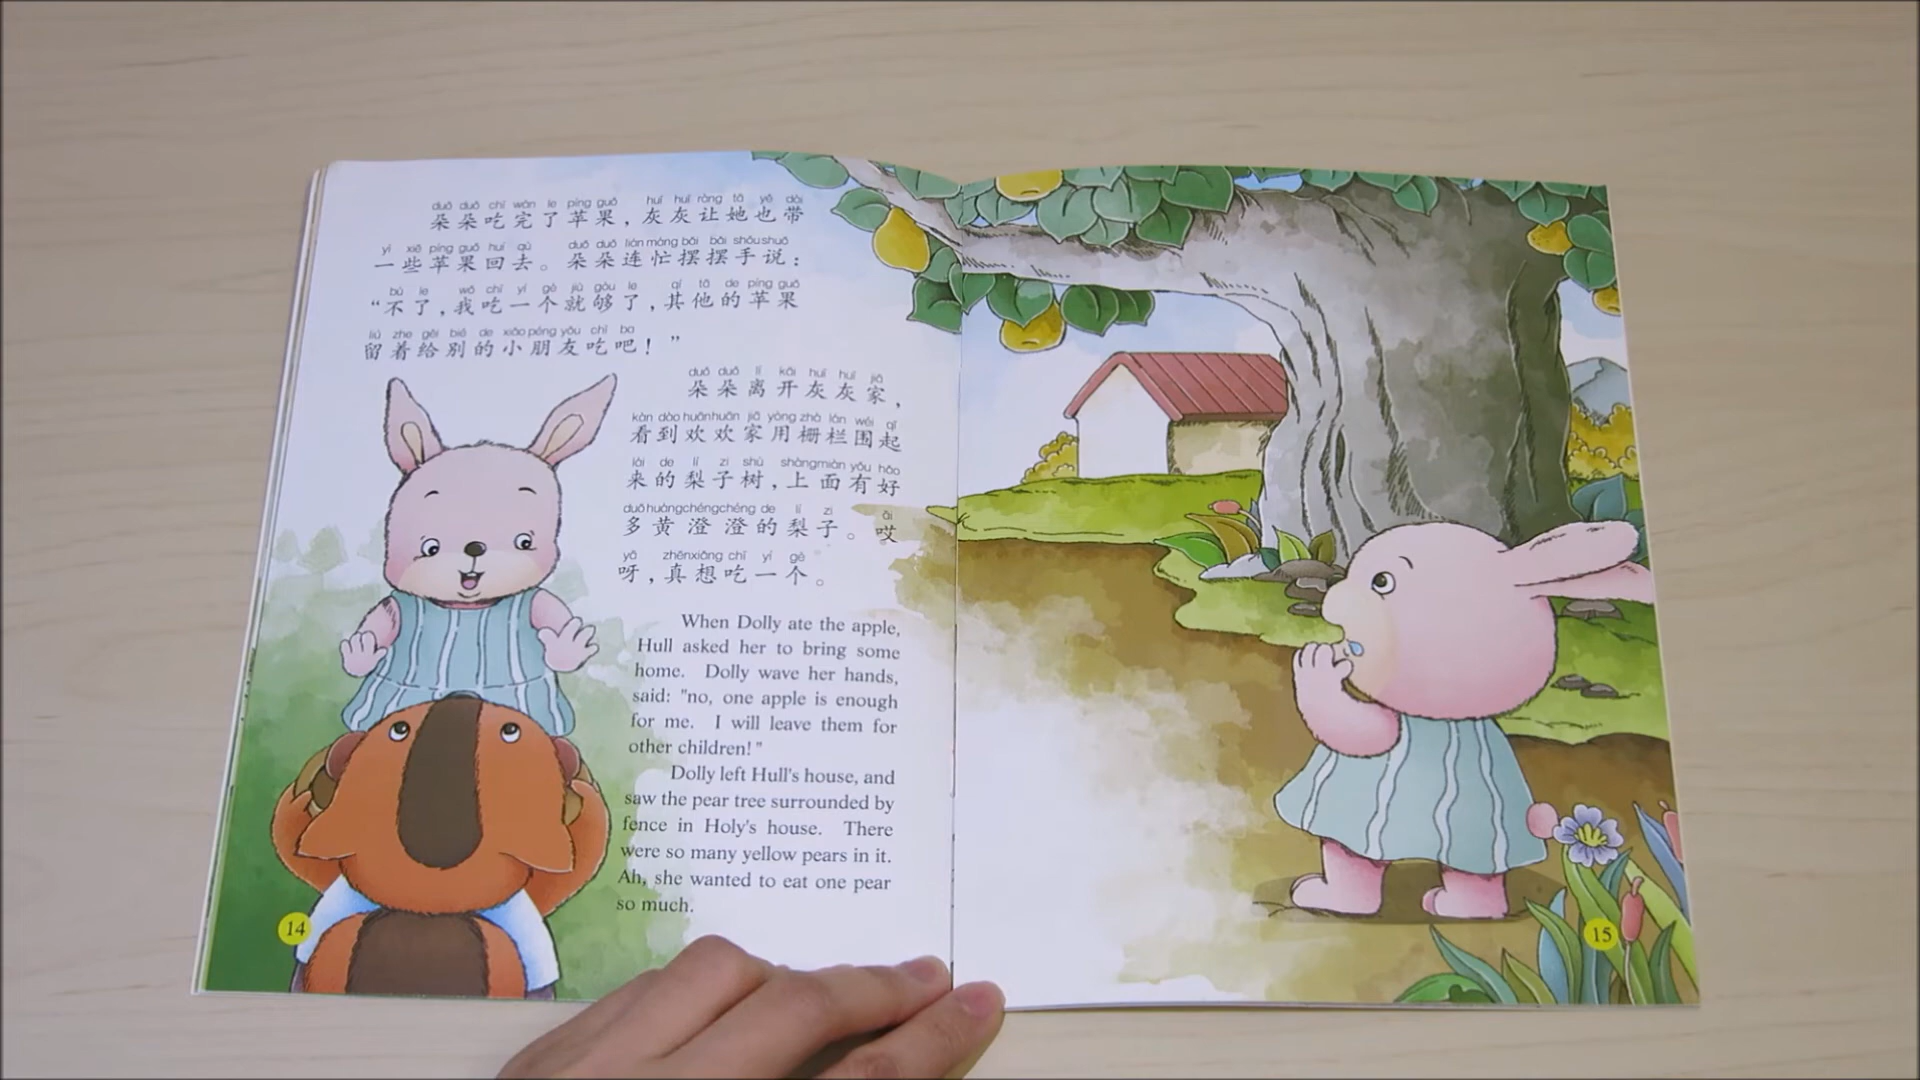 duǒ duǒ chī wán le píng guǒ huī huī ràng tā yě dài
朵朵吃完了苹果，灰灰让她也带
yì xiē píng guǒ huí qù duǒ duǒ lián máng bǎi bǎi shǒu shuō
一些苹果回去。朵朵连忙摆摆手说：
bù le wǒ chī yí gè jiù gòu le qí tā de píng guǒ
“不了，我吃一个就够了，其他的苹果
liú zhe gěi bié de xiǎo péng yǒu chī ba
留着给别的小朋友吃吧！”
duǒ duǒ lí kāi huī huī jiā
朵朵离开灰灰家，
kàn dào huān huān jiā yòng zhà lán wéi qǐ
看到欢欢家用栅栏围起
lái de lí zi shù shàng miàn yǒu hǎo
来的梨子树，上面有好
duō huáng chéng chéng de lí zi āi
多黄澄澄的梨子。哎
yā zhēn xiǎng chī yí gè
呀，真想吃一个。
When Dolly ate the apple,
Hull asked her to bring some
home. Dolly wave her hands,
said: "no, one apple is enough
for me. I will leave them for
other children!"
Dolly left Hull's house, and
saw the pear tree surrounded by
fence in Holy's house. There
were so many yellow pears in it.
Ah, she wanted to eat one pear
so much.
14
15